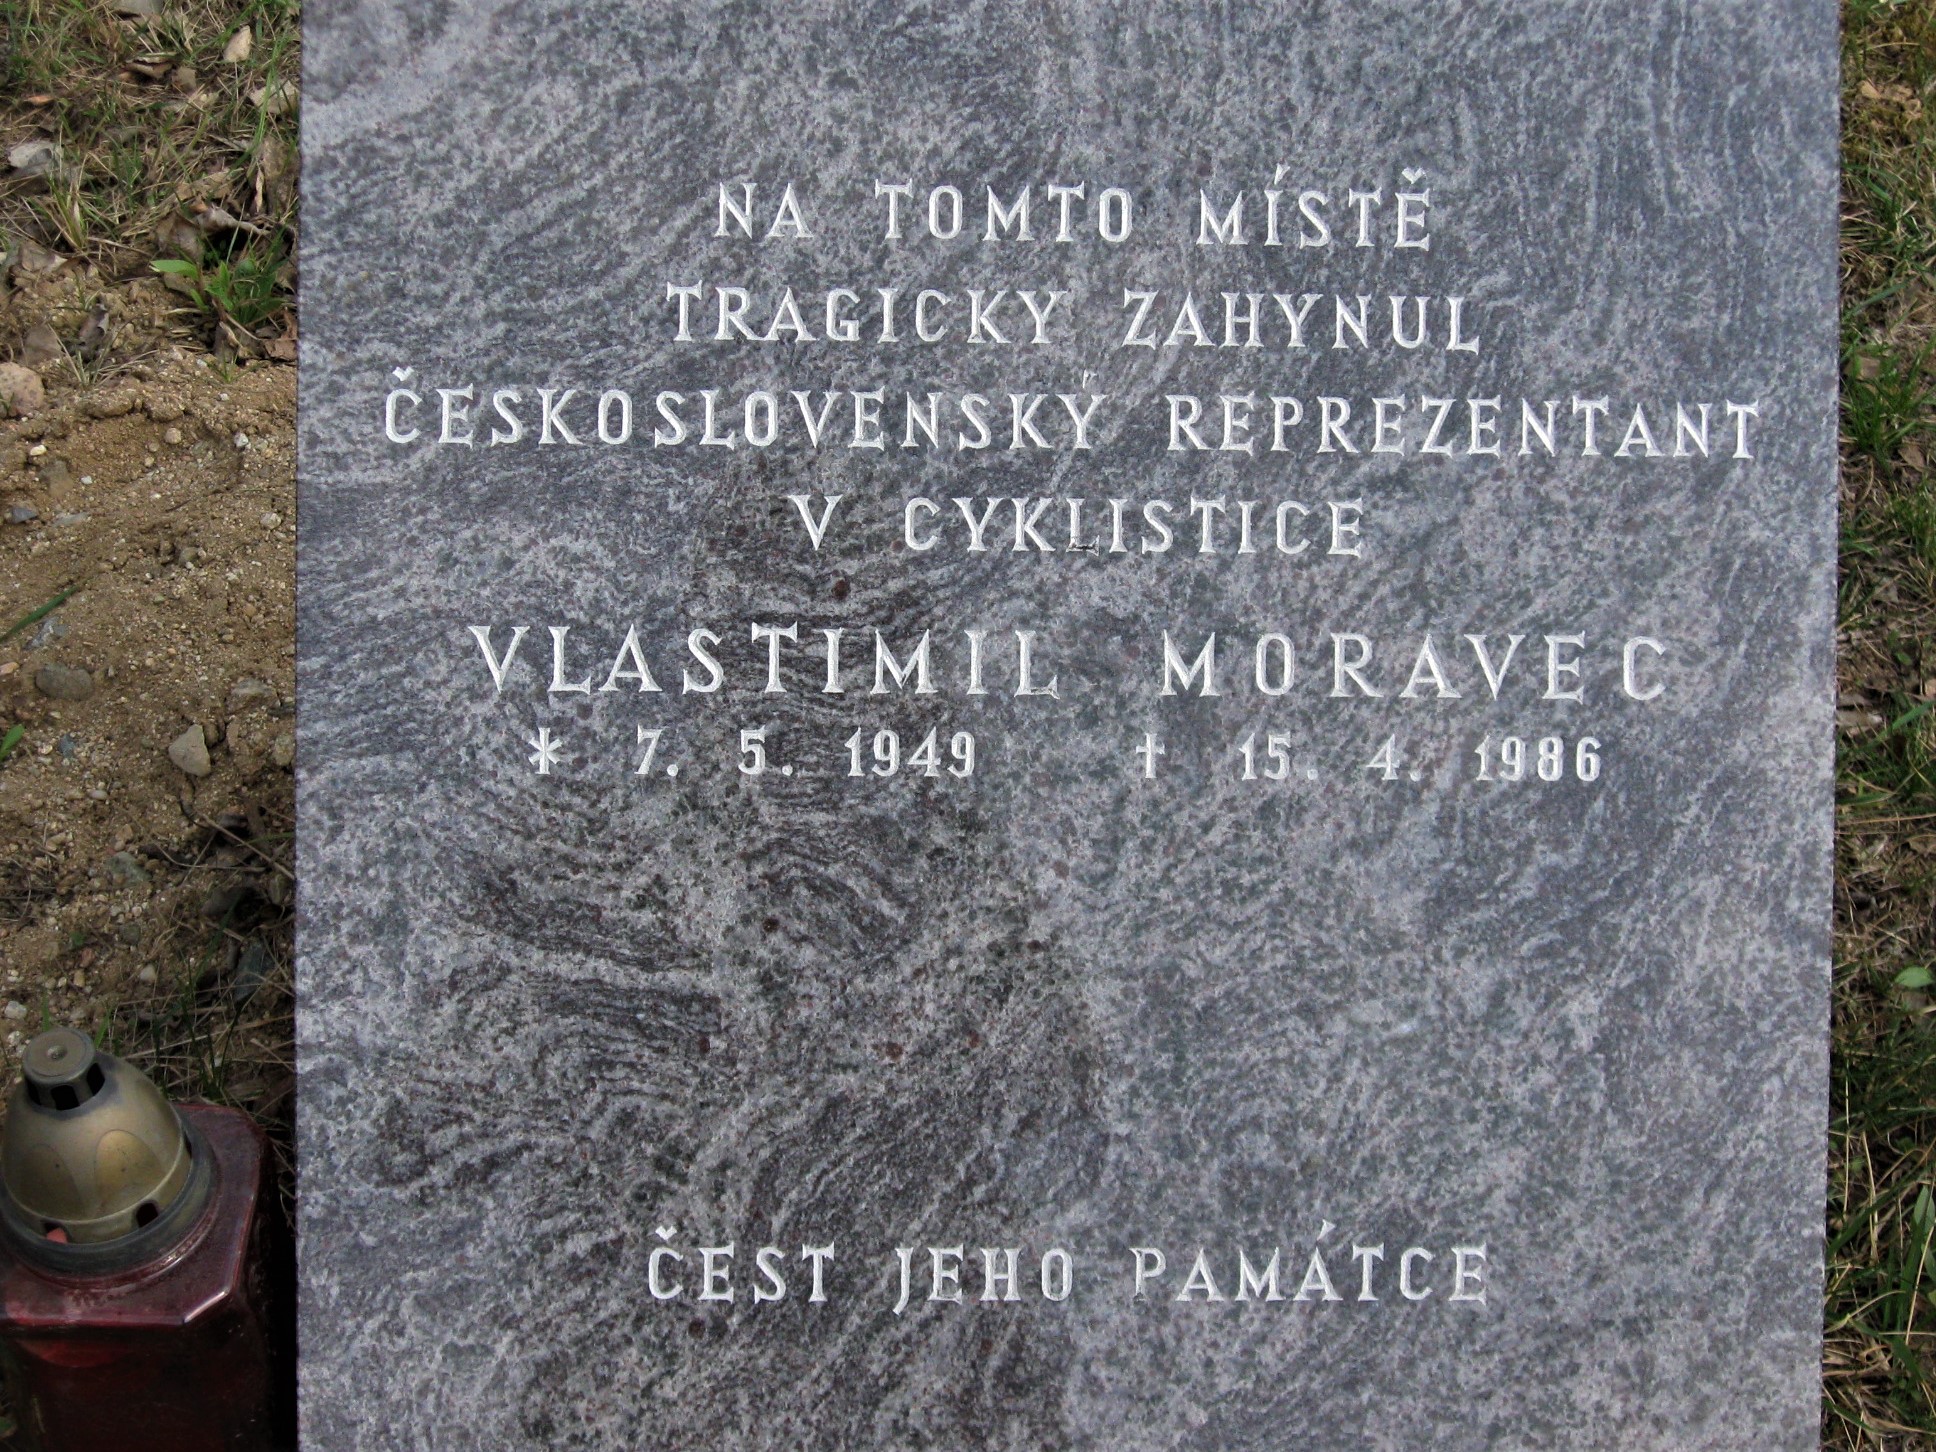 NA TOMTO MÍSTĚ
TRAGICKY ZAHYNUL
ČESKOSLOVENSKÝ REPREZENTANT
V CYKLISTICE
VLASTIMIL MORAVEC
* 7. 5. 1949 † 15. 4. 1986
ČEST JEHO PAMÁTCE